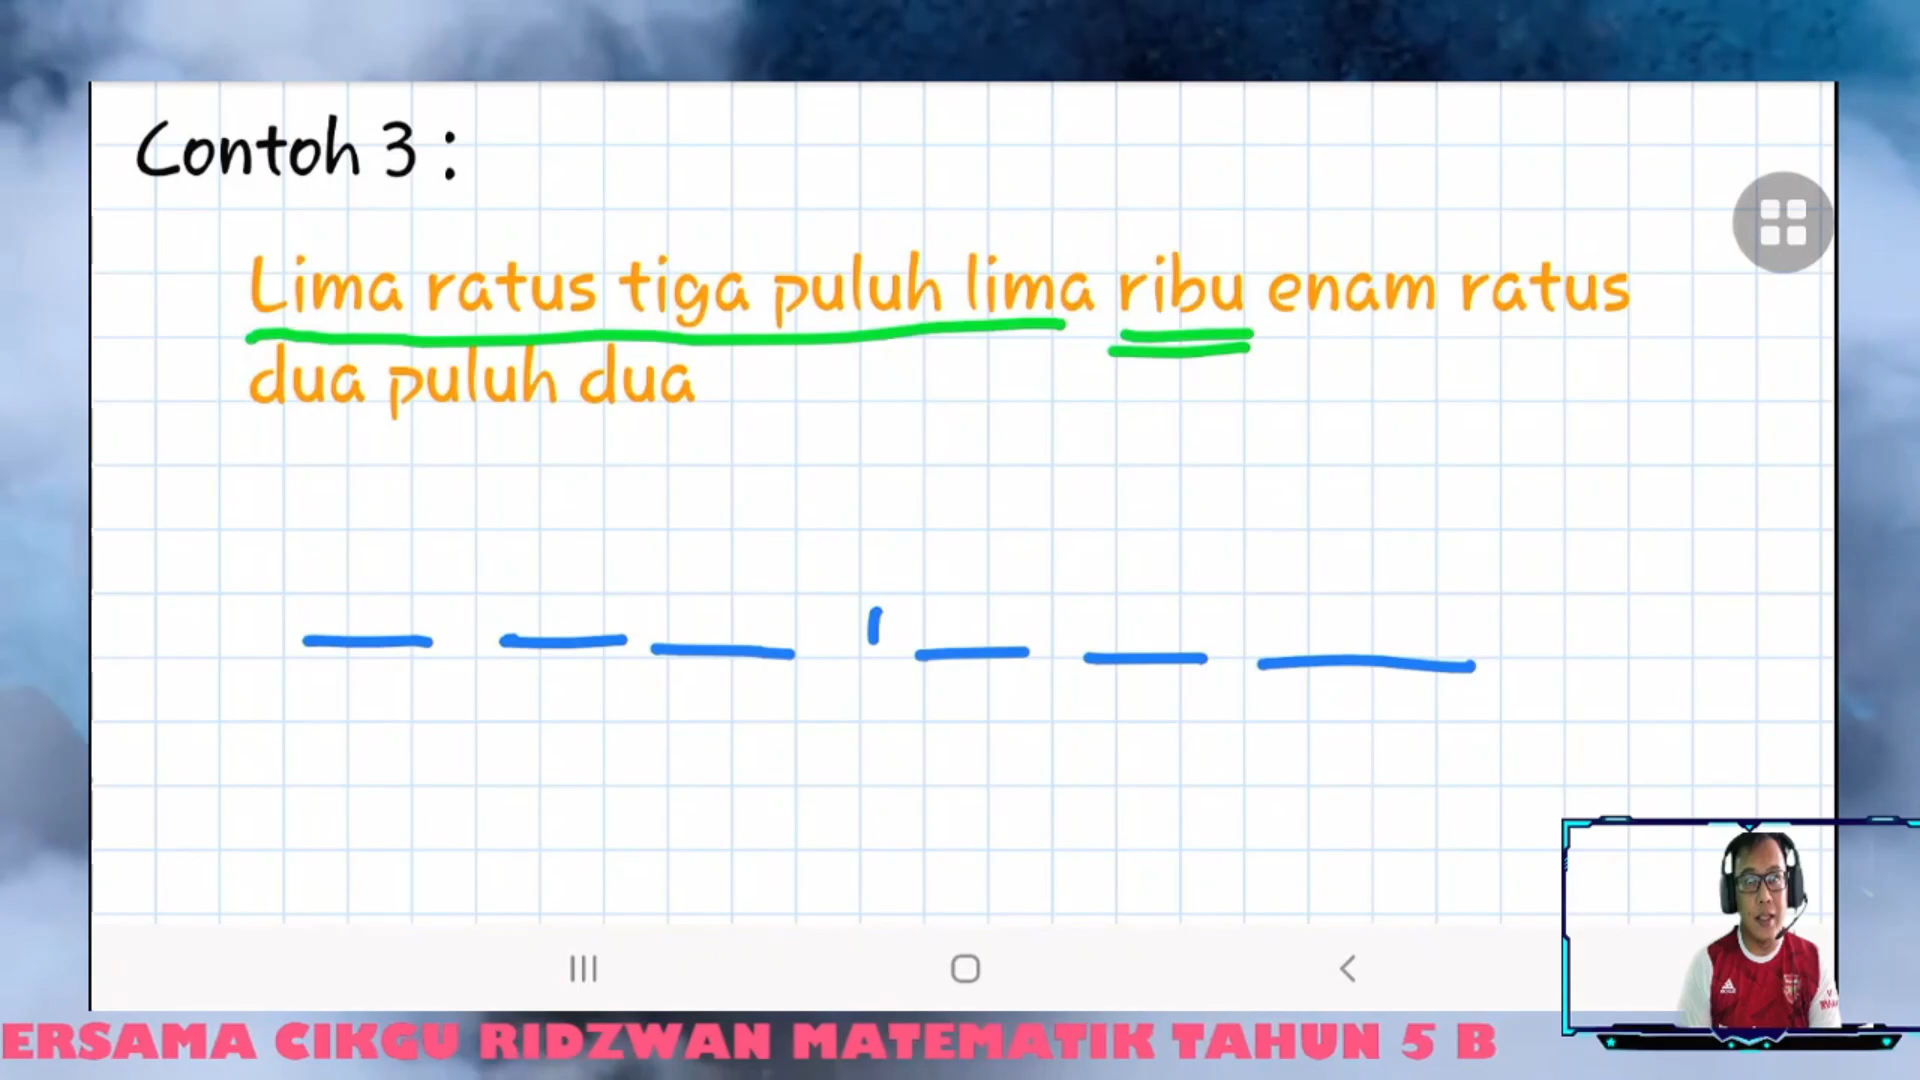 Contoh 3 :
Lima ratus tiga puluh lima ribu enam ratus
dua puluh dua
ERSAMA CIKGU RIDZWAN MATEMATIK TAHUN 5 B